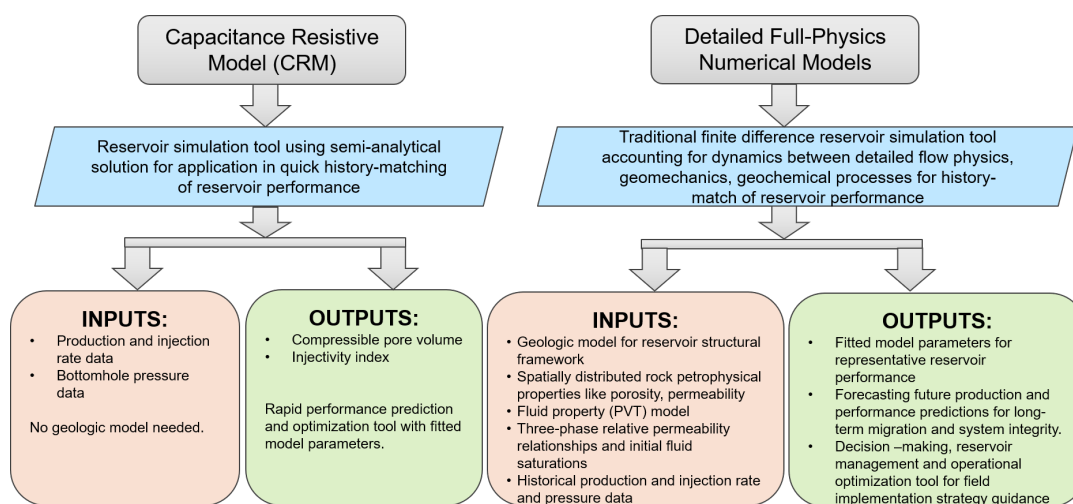 Capacitance Resistive
Model (CRM)
Detailed Full-Physics
Numerical Models
Reservoir simulation tool using semi-analytical
solution for application in quick history-matching
of reservoir performance
Traditional finite difference reservoir simulation tool
accounting for dynamics between detailed flow physics,
geomechanics, geochemical processes for history-
match of reservoir performance
INPUTS:
• Production and injection
rate data
• Bottomhole pressure
data
No geologic model needed.
OUTPUTS:
• Compressible pore volume
• Injectivity index
Rapid performance prediction
and optimization tool with fitted
model parameters.
INPUTS:
• Geologic model for reservoir structural
framework
• Spatially distributed rock petrophysical
properties like porosity, permeability
• Fluid property (PVT) model
• Three-phase relative permeability
relationships and initial fluid
saturations
• Historical production and injection rate
and pressure data
OUTPUTS:
• Fitted model parameters for
representative reservoir
performance
• Forecasting future production and
performance predictions for long-
term migration and system integrity.
• Decision –making, reservoir
management and operational
optimization tool for field
implementation strategy guidance